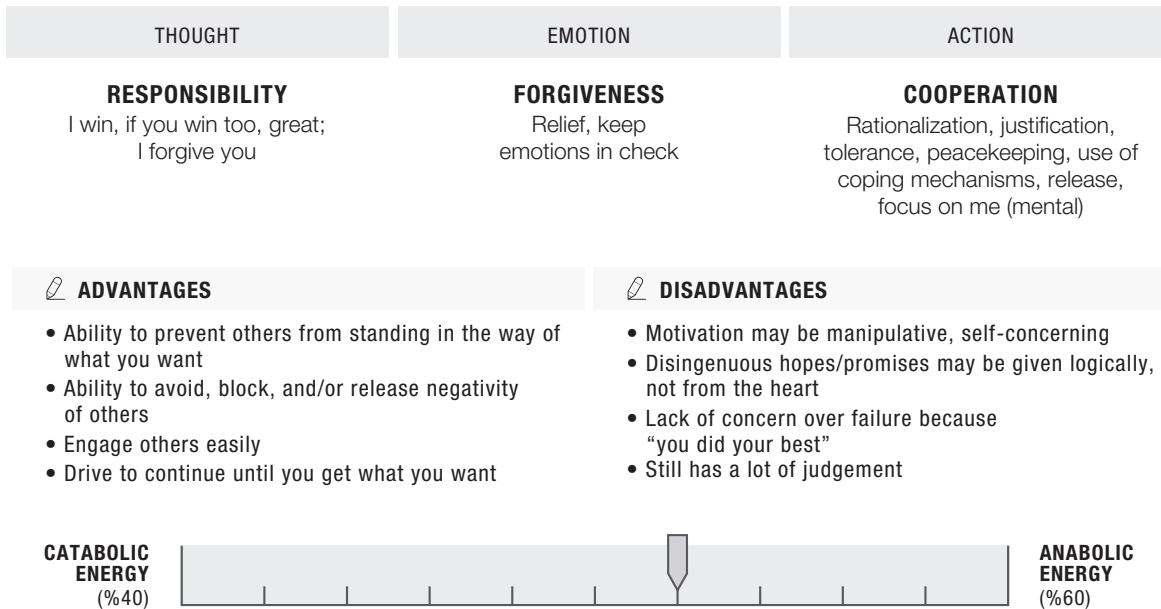 THOUGHT
EMOTION
ACTION
RESPONSIBILITY
I win, if you win too, great;
I forgive you
FORGIVENESS
Relief, keep
emotions in check
COOPERATION
Rationalization, justification,
tolerance, peacekeeping, use of
coping mechanisms, release,
focus on me (mental)
ADVANTAGES
• Ability to prevent others from standing in the way of
what you want
• Ability to avoid, block, and/or release negativity
of others
• Engage others easily
• Drive to continue until you get what you want
DISADVANTAGES
• Motivation may be manipulative, self-concerning
• Disingenuous hopes/promises may be given logically,
not from the heart
• Lack of concern over failure because
“you did your best”
• Still has a lot of judgement
CATABOLIC
ENERGY
(%40)
ANABOLIC
ENERGY
(%60)